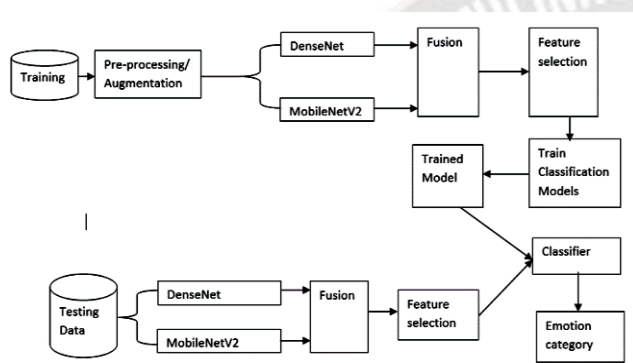 Training
Pre-processing/
Augmentation
DenseNet
MobileNetV2
Fusion
Feature
selection
Trained
Model
Train
Classification
Models
Classifier
Testing
Data
DenseNet
MobileNetV2
Fusion
Feature
selection
Emotion
category